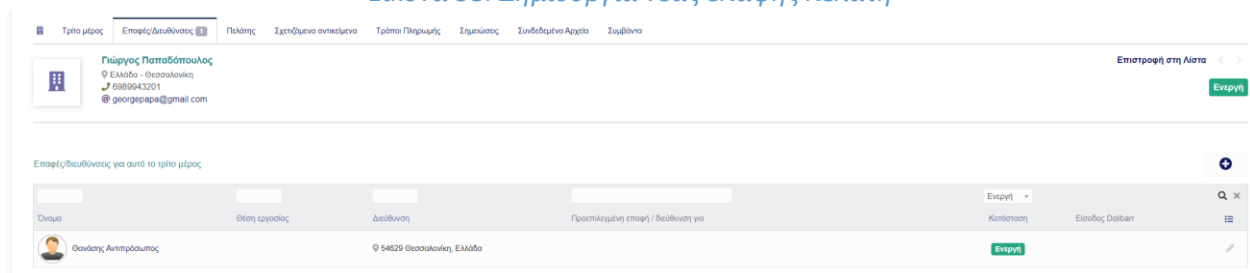 Τρίτο μέρος Επαφές/Διευθύνσεις 1 Πελάτης Σχετιζόμενα αντικείμενα Τρόποι Πληρωμής Σημειώσεις Συνδεδεμένα Αρχεία Συμβάντα
Γιώργος Παπαδόπουλος Επιστροφή στη Λίστα
Ελλάδα - Θεσσαλονίκη
6989943201 Ενεργή
@ georgepapa@gmail.com
Επαφές/διευθύνσεις για αυτό το τρίτο μέρος
Ενεργή
Όνομα Θέση εργασίας Διεύθυνση Προεπιλεγμένη επαφή / διεύθυνση για Κατάσταση Είσοδος Dolibarr
Θανάσης Αντιπρόσωπος 54629 Θεσσαλονίκη, Ελλάδα Ενεργή